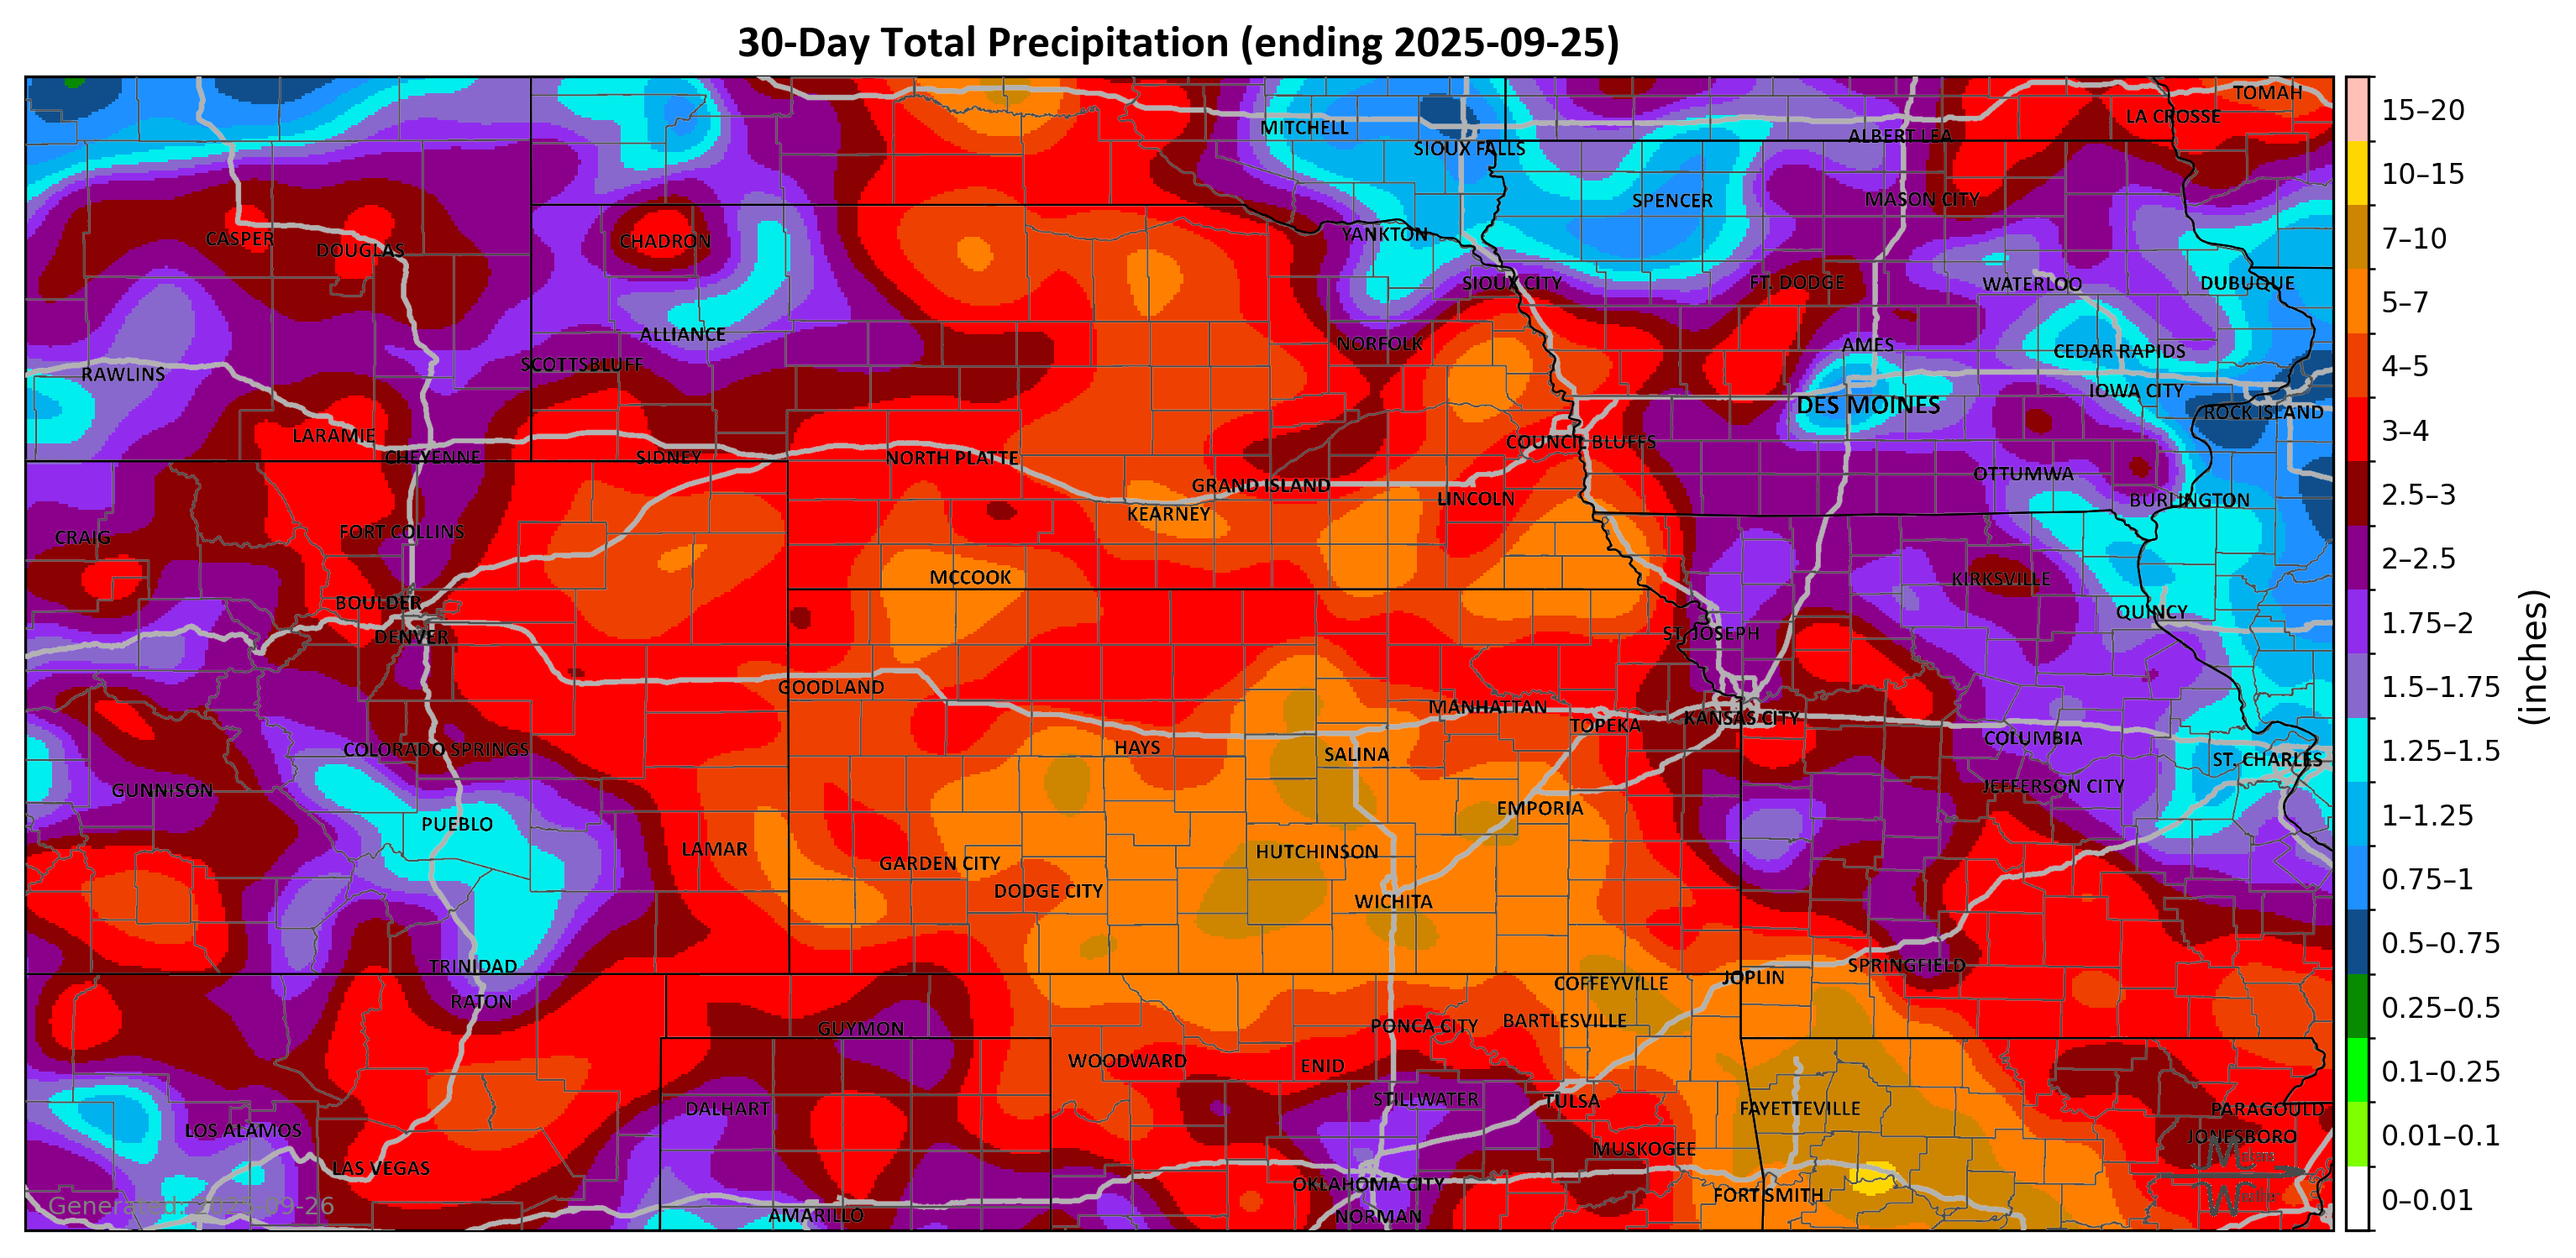 30-Day Total Precipitation (ending 2025-09-25)
TOMAH
LA CROSSE
MITCHELL
ALBERT LEA
SIOUX FALLS
SPENCER
MASON CITY
CASPER
DOUGLAS
CHADRON
YANKTON
SIOUX CITY
FT. DODGE
WATERLOO
DUBUQUE
ALLIANCE
NORFOLK
AMES
CEDAR RAPIDS
SCOTTSBLUFF
RAWLINS
IOWA CITY
DES MOINES
ROCK ISLAND
LARAMIE
COUNCIL BLUFFS
CHEYENNE
SIDNEY
NORTH PLATTE
OTTUMWA
GRAND ISLAND
LINCOLN
BURLINGTON
KEARNEY
CRAIG
FORT COLLINS
MCCOOK
KIRKSVILLE
BOULDER
QUINCY
DENVER
ST. JOSEPH
GOODLAND
MANHATTAN
KANSAS CITY
TOPEKA
COLUMBIA
COLORADO SPRINGS
HAYS
SALINA
ST. CHARLES
GUNNISON
JEFFERSON CITY
EMPORIA
PUEBLO
LAMAR
HUTCHINSON
GARDEN CITY
DODGE CITY
WICHITA
TRINIDAD
SPRINGFIELD
JOPLIN
COFFEYVILLE
RATON
BARTLESVILLE
GUYMON
PONCA CITY
WOODWARD
ENID
STILLWATER
TULSA
DALHART
FAYETTEVILLE
PARAGOULD
LOS ALAMOS
JONESBORO
MUSKOGEE
LAS VEGAS
OKLAHOMA CITY
FORT SMITH
AMARILLO
NORMAN
Generated: 2025-09-26
15–20
10–15
7–10
5–7
4–5
3–4
2.5–3
2–2.5
1.75–2
1.5–1.75
1.25–1.5
1–1.25
0.75–1
0.5–0.75
0.25–0.5
0.1–0.25
0.01–0.1
0–0.01
(inches)